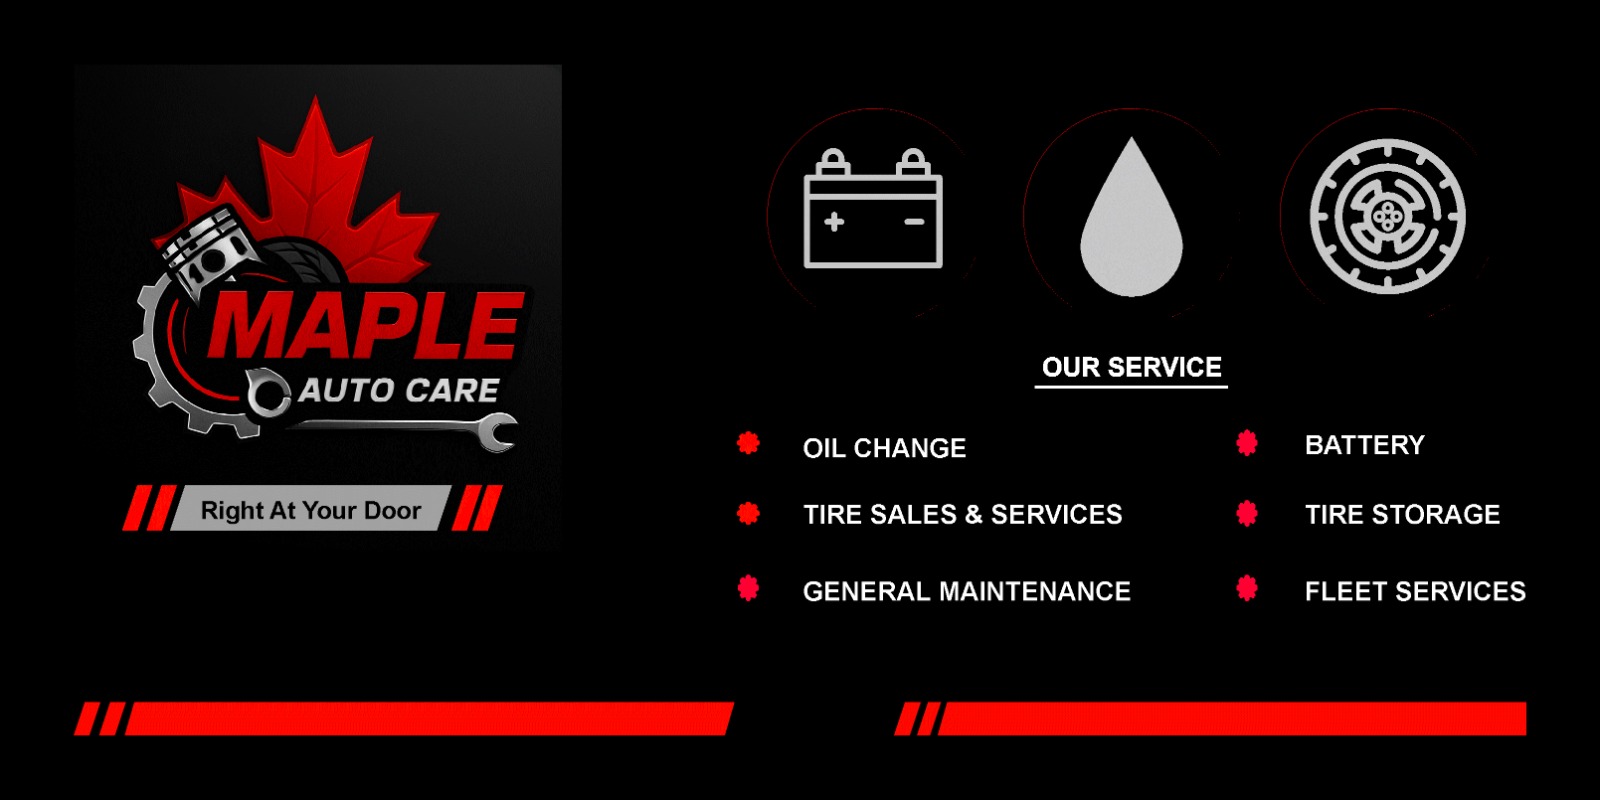 MAPLE
AUTO CARE
Right At Your Door
OUR SERVICE
OIL CHANGE
TIRE SALES & SERVICES
GENERAL MAINTENANCE
BATTERY
TIRE STORAGE
FLEET SERVICES